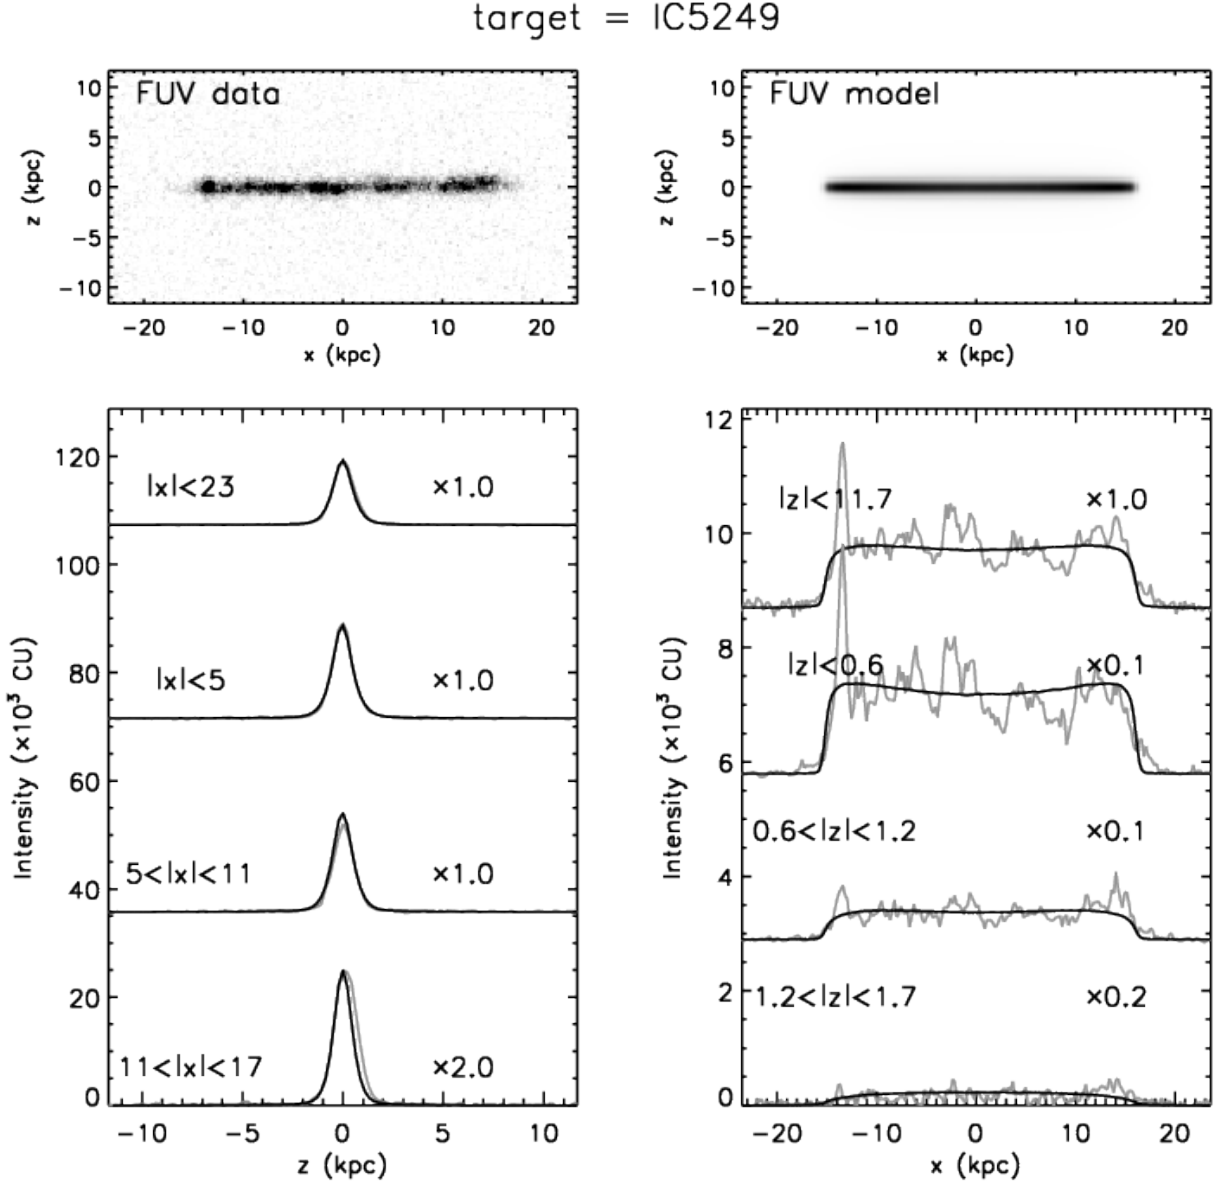 target = IC5249
FUV data
10
5
0
−5
−10
z (kpc)
−20 −10 0 10 20
x (kpc)
FUV model
10
5
0
−5
−10
z (kpc)
−20 −10 0 10 20
x (kpc)
120
100
80
60
40
20
0
Intensity (×10³ CU)
|x|<23 ×1.0
|x|<5 ×1.0
5<|x|<11 ×1.0
11<|x|<17 ×2.0
−10 −5 0 5 10
z (kpc)
12
10
8
6
4
2
0
Intensity (×10³ CU)
|z|<11.7 ×1.0
|z|<0.6 ×0.1
0.6<|z|<1.2 ×0.1
1.2<|z|<1.7 ×0.2
−20 −10 0 10 20
x (kpc)